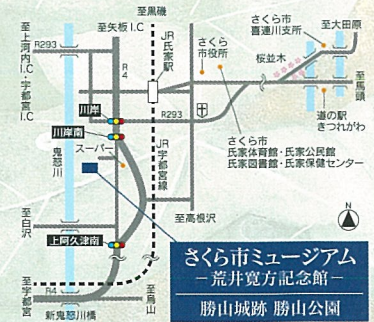 至黒磯
至矢板I.C
至上河内I.C
R293
至宇都宮I.C
R4
JR氏家駅
さくら市役所
さくら市
喜連川支所
至大田原
桜並木
至馬頭
道の駅
きつれがわ
川岸
R293
川岸南
さくら市
氏家体育館・氏家公民館
氏家図書館・氏家保健センター
スーパー
鬼怒川
JR宇都宮線
至高根沢
至白沢
上阿久津南
N
さくら市ミュージアム
−荒井寛方記念館−
勝山城跡 勝山公園
至宇都宮
R4
新鬼怒川橋
至烏山